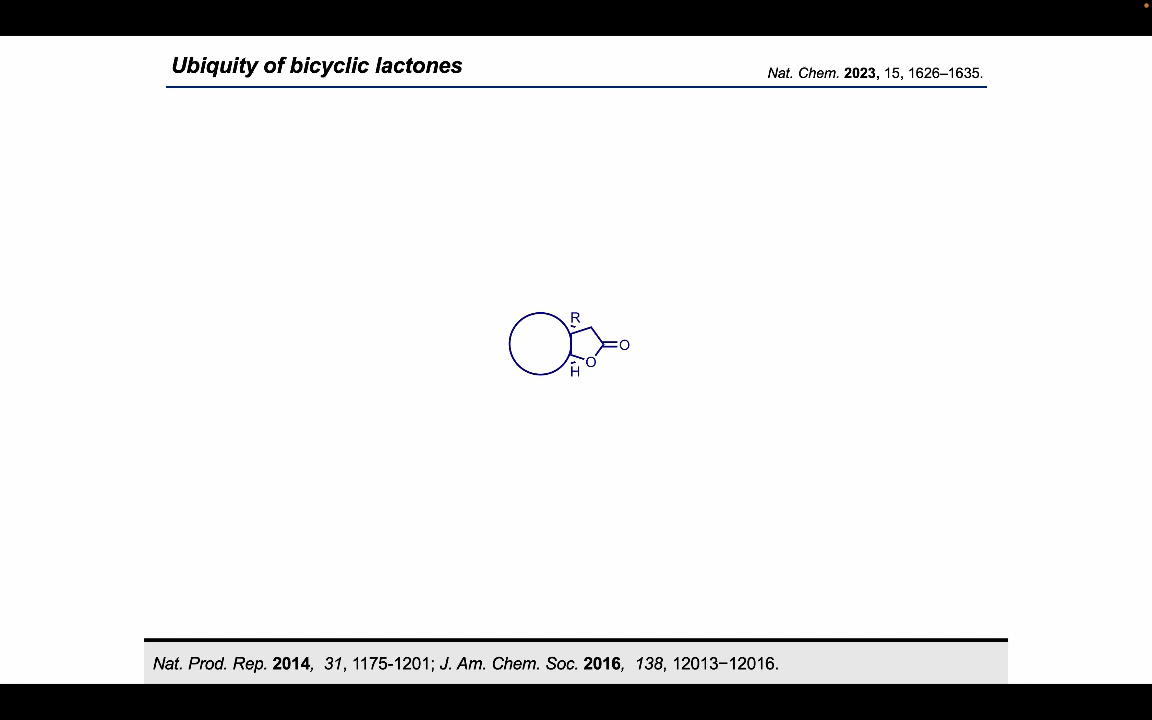 Ubiquity of bicyclic lactones
Nat. Chem. 2023, 15, 1626–1635.
R
O
O
H
Nat. Prod. Rep. 2014, 31, 1175-1201; J. Am. Chem. Soc. 2016, 138, 12013−12016.